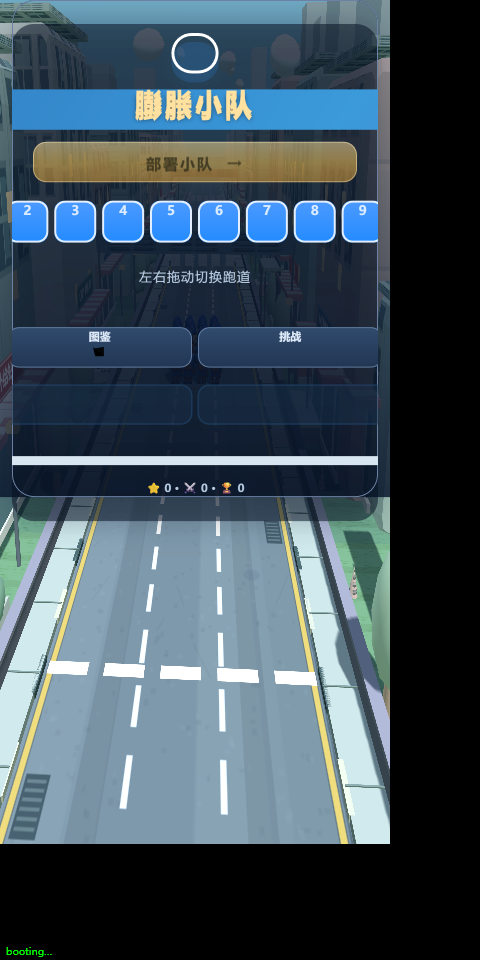 膨胀小队
部署小队 →
2 3 4 5 6 7 8 9
左右拖动切换跑道
图鉴 挑战
0 • 0 • 0
booting...